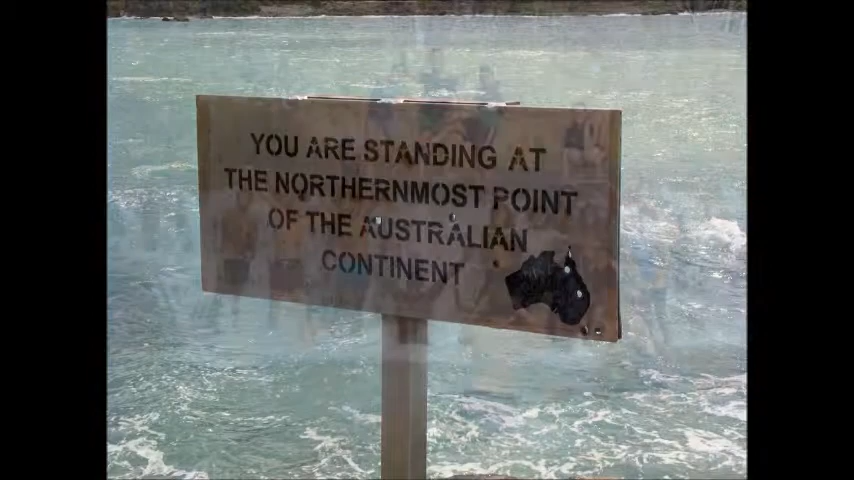 YOU ARE STANDING AT
THE NORTHERNMOST POINT
OF THE AUSTRALIAN
CONTINENT